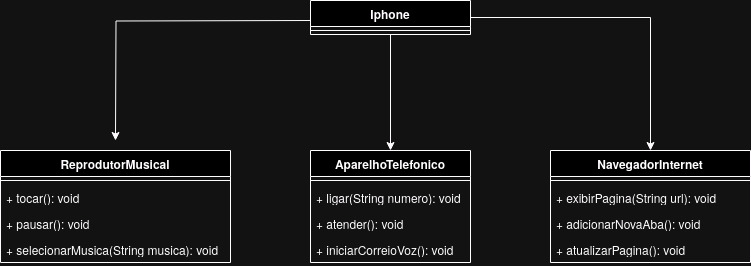 Iphone
ReprodutorMusical
+ tocar(): void
+ pausar(): void
+ selecionarMusica(String musica): void
AparelhoTelefonico
+ ligar(String numero): void
+ atender(): void
+ iniciarCorreioVoz(): void
NavegadorInternet
+ exibirPagina(String url): void
+ adicionarNovaAba(): void
+ atualizarPagina(): void